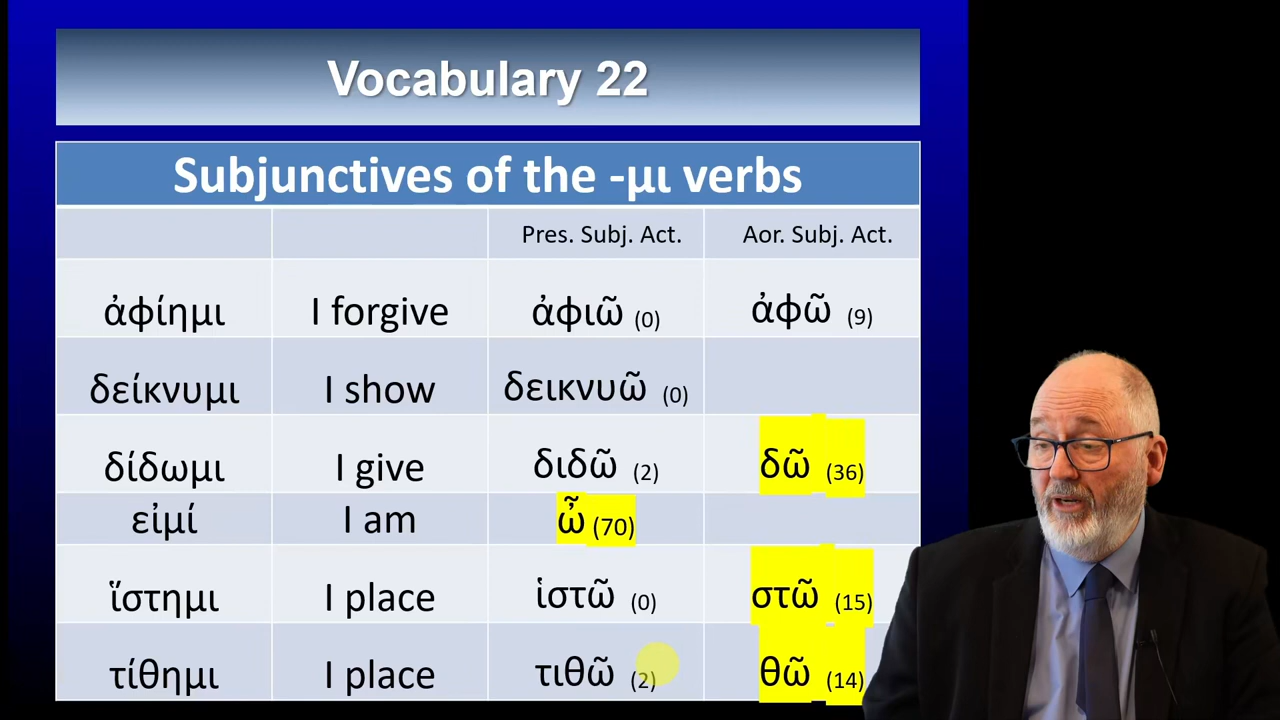 Vocabulary 22
Subjunctives of the -μι verbs
Pres. Subj. Act. Aor. Subj. Act.
ἀφίημι I forgive ἀφιῶ (0) ἀφῶ (9)
δείκνυμι I show δεικνυῶ (0)
δίδωμι I give διδῶ (2) δῶ (36)
εἰμί I am ὦ (70)
ἵστημι I place ἱστῶ (0) στῶ (15)
τίθημι I place τιθῶ (2) θῶ (14)